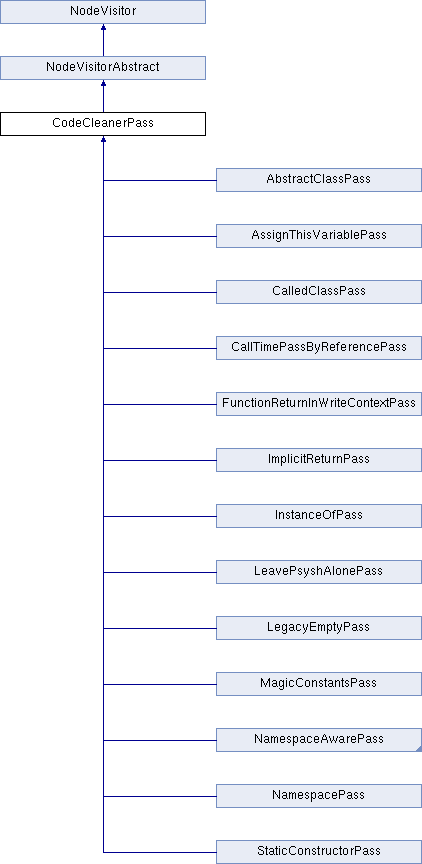 NodeVisitor
NodeVisitorAbstract
CodeCleanerPass
AbstractClassPass
AssignThisVariablePass
CalledClassPass
CallTimePassByReferencePass
FunctionReturnInWriteContextPass
ImplicitReturnPass
InstanceOfPass
LeavePsyshAlonePass
LegacyEmptyPass
MagicConstantsPass
NamespaceAwarePass
NamespacePass
StaticConstructorPass